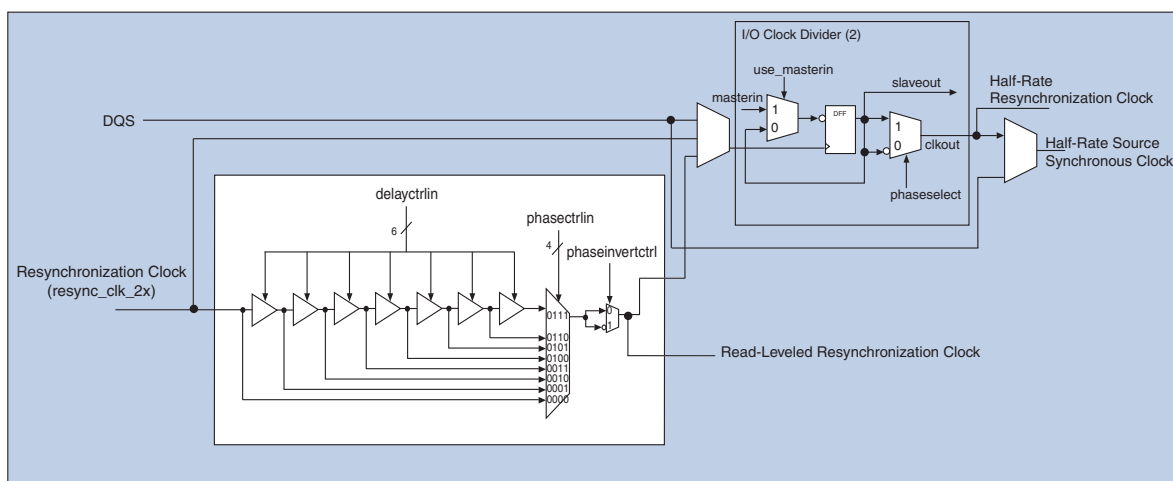 I/O Clock Divider (2)
use_masterin
masterin
slaveout
Half-Rate
Resynchronization Clock
DQS
1
0
DFF
1
0
clkout
Half-Rate Source
Synchronous Clock
phaseselect
delayctrlin
6
phasectrlin
4
phaseinvertctrl
Resynchronization Clock
(resync_clk_2x)
0111
0
1
0110
0101
0100
0011
0010
0001
0000
Read-Leveled Resynchronization Clock